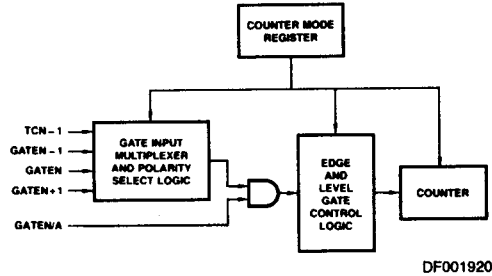 COUNTER MODE
REGISTER
TCN-1
GATEN-1
GATEN
GATEN+1
GATE INPUT
MULTIPLEXER
AND POLARITY
SELECT LOGIC
GATEN/A
EDGE
AND
LEVEL
GATE
CONTROL
LOGIC
COUNTER
DF001920